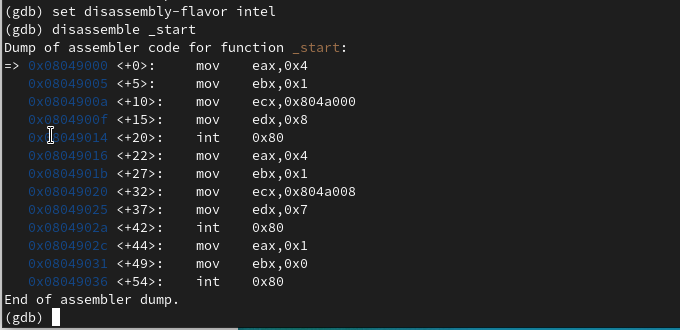 (gdb) set disassembly-flavor intel
(gdb) disassemble _start
Dump of assembler code for function _start:
=> 0x08049000 <+0>:     mov    eax,0x4
   0x08049005 <+5>:     mov    ebx,0x1
   0x0804900a <+10>:    mov    ecx,0x804a000
   0x0804900f <+15>:    mov    edx,0x8
   0x08049014 <+20>:    int    0x80
   0x08049016 <+22>:    mov    eax,0x4
   0x0804901b <+27>:    mov    ebx,0x1
   0x08049020 <+32>:    mov    ecx,0x804a008
   0x08049025 <+37>:    mov    edx,0x7
   0x0804902a <+42>:    int    0x80
   0x0804902c <+44>:    mov    eax,0x1
   0x08049031 <+49>:    mov    ebx,0x0
   0x08049036 <+54>:    int    0x80
End of assembler dump.
(gdb)